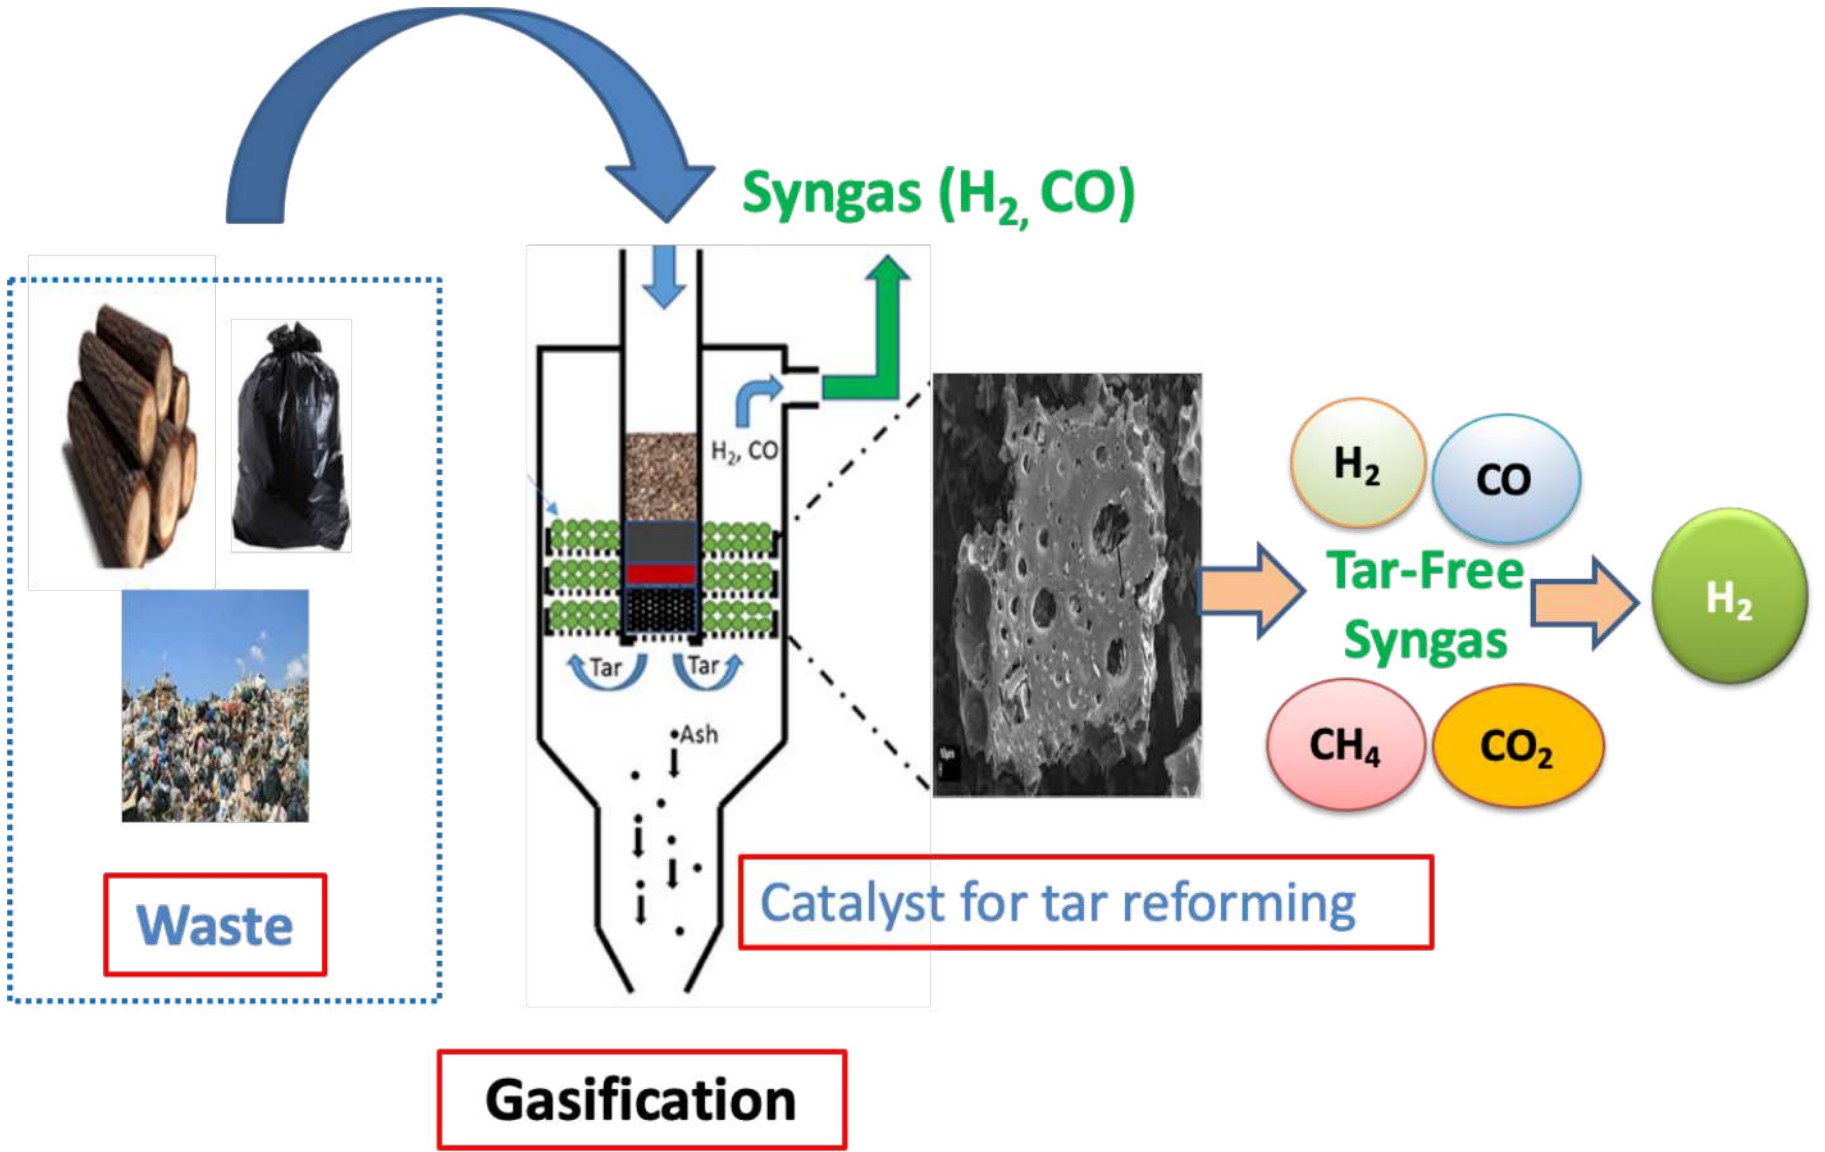 Syngas (H₂, CO)
H₂, CO
Tar
Tar
Ash
Waste
Gasification
Catalyst for tar reforming
H₂
CO
Tar-Free
Syngas
CH₄
CO₂
H₂